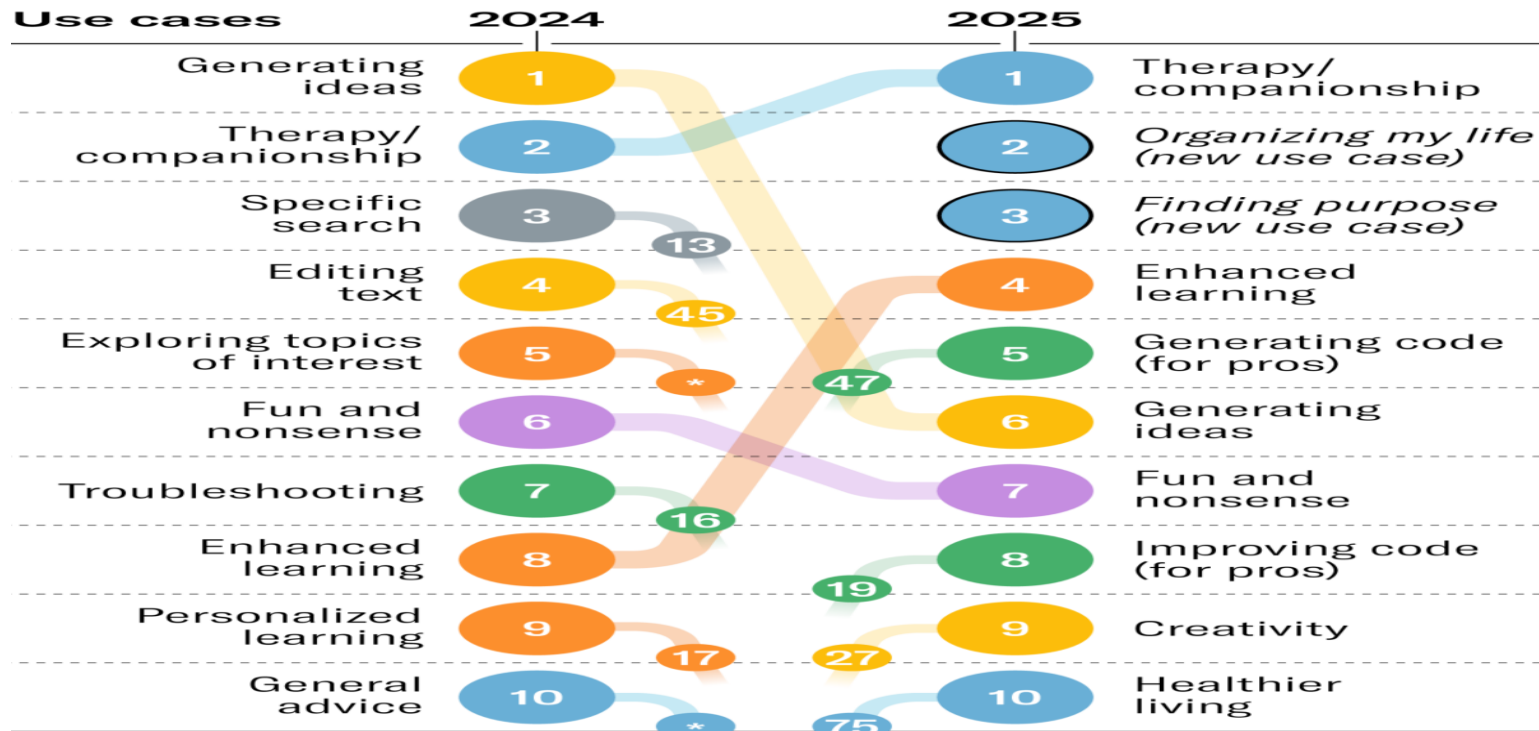 Use cases 2024 2025
Generating
ideas
1
1
Therapy/
companionship
Therapy/
companionship
2
2
Organizing my life
(new use case)
Specific
search
3
13
3
Finding purpose
(new use case)
Editing
text
4
45
4
Enhanced
learning
Exploring topics
of interest
5
*
47
5
Generating code
(for pros)
Fun and
nonsense
6
6
Generating
ideas
Troubleshooting
7
16
7
Fun and
nonsense
Enhanced
learning
8
19
8
Improving code
(for pros)
Personalized
learning
9
17
27
9
Creativity
General
advice
10
*
75
10
Healthier
living